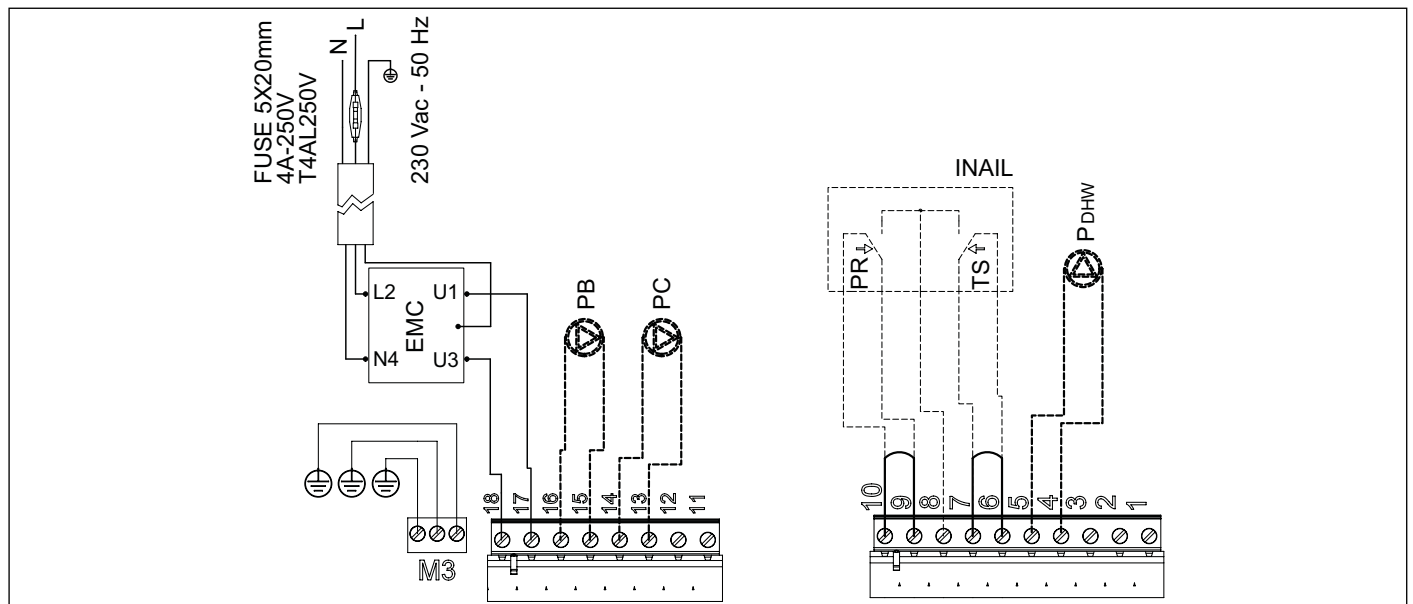 FUSE 5X20mm
4A-250V
T4AL250V
N
L
230 Vac - 50 Hz
L2
U1
EMC
N4
U3
PB
PC
INAIL
PR
TS
PDHW
18
17
16
15
14
13
12
11
10
9
8
7
6
5
4
3
2
1
M3